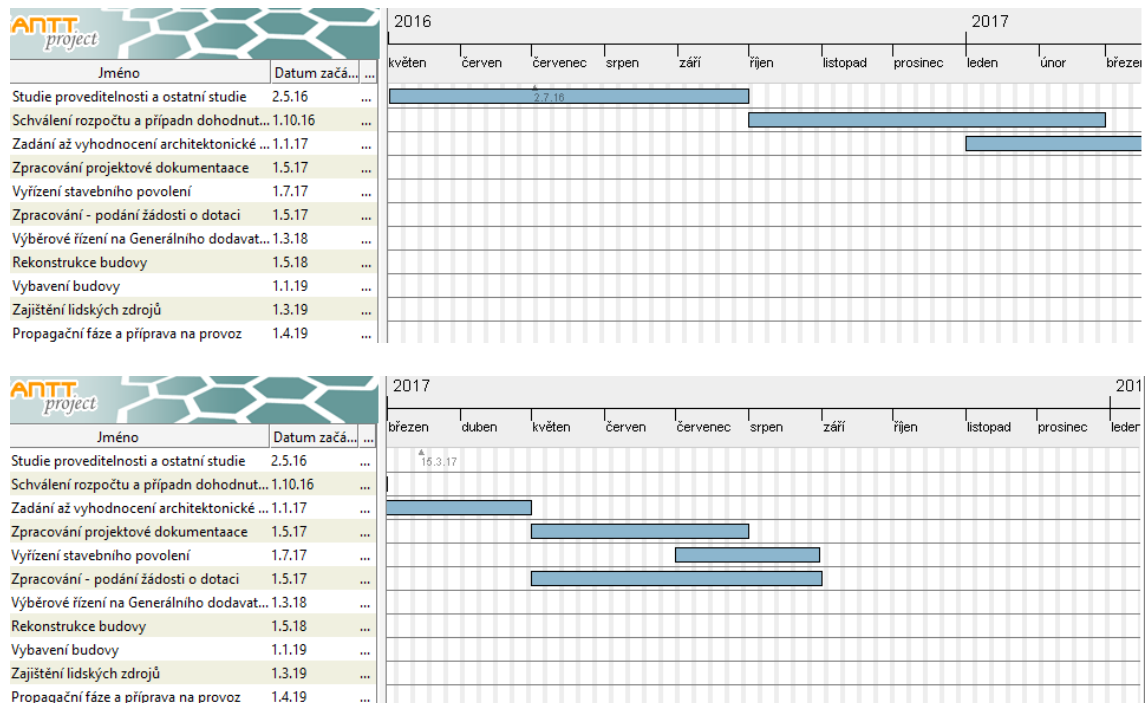 ANTT
project
2016 2017
květen červen červenec srpen září říjen listopad prosinec leden únor březen
Jméno Datum začá... ...
Studie proveditelnosti a ostatní studie 2.5.16 ... 2.7.16
Schválení rozpočtu a případn dohodnut... 1.10.16 ...
Zadání až vyhodnocení architektonické ... 1.1.17 ...
Zpracování projektové dokumentaace 1.5.17 ...
Vyřízení stavebního povolení 1.7.17 ...
Zpracování - podání žádosti o dotaci 1.5.17 ...
Výběrové řízení na Generálního dodavat... 1.3.18 ...
Rekonstrukce budovy 1.5.18 ...
Vybavení budovy 1.1.19 ...
Zajištění lidských zdrojů 1.3.19 ...
Propagační fáze a příprava na provoz 1.4.19 ...
ANTT
project
2017 201
březen duben květen červen červenec srpen září říjen listopad prosinec leden
Jméno Datum začá... ...
Studie proveditelnosti a ostatní studie 2.5.16 ... 15.3.17
Schválení rozpočtu a případn dohodnut... 1.10.16 ...
Zadání až vyhodnocení architektonické ... 1.1.17 ...
Zpracování projektové dokumentaace 1.5.17 ...
Vyřízení stavebního povolení 1.7.17 ...
Zpracování - podání žádosti o dotaci 1.5.17 ...
Výběrové řízení na Generálního dodavat... 1.3.18 ...
Rekonstrukce budovy 1.5.18 ...
Vybavení budovy 1.1.19 ...
Zajištění lidských zdrojů 1.3.19 ...
Propagační fáze a příprava na provoz 1.4.19 ...